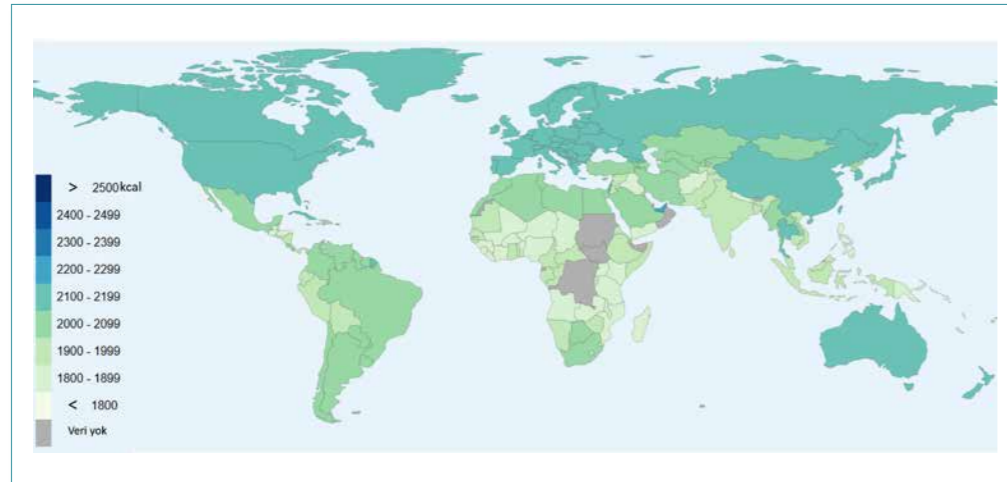 > 2500kcal
2400 - 2499
2300 - 2399
2200 - 2299
2100 - 2199
2000 - 2099
1900 - 1999
1800 - 1899
< 1800
Veri yok